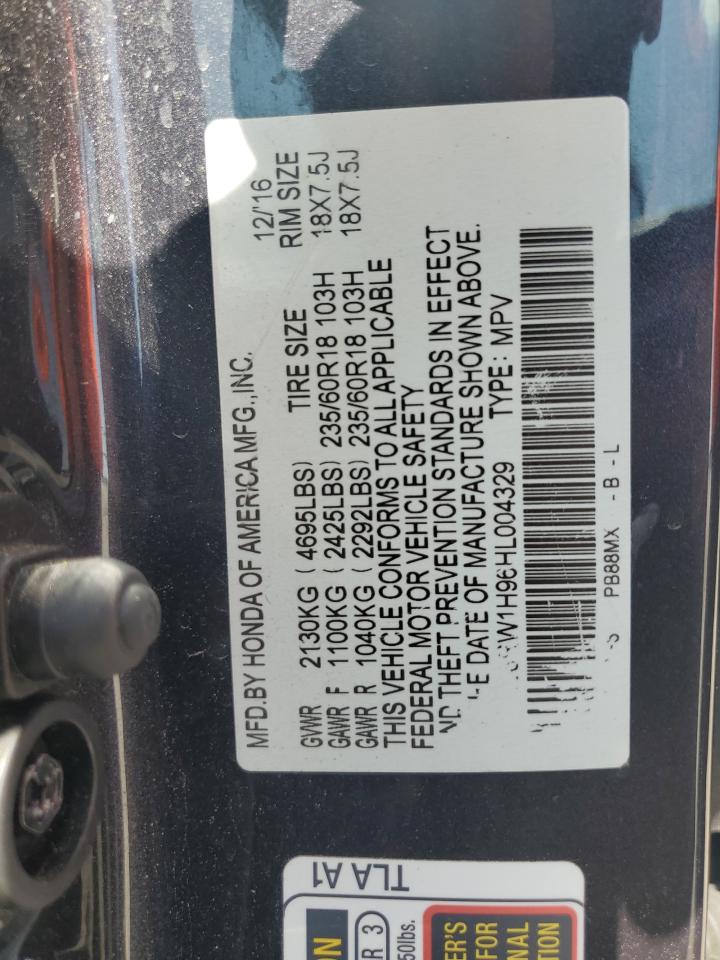 MFD.BY HONDA OF AMERICA MFG.,INC. 12/'16
GVWR 2130KG ( 4695LBS) TIRE SIZE RIM SIZE
GAWR F 1100KG ( 2425LBS) 235/60R18 103H 18X7.5J
GAWR R 1040KG ( 2292LBS) 235/60R18 103H 18X7.5J
THIS VEHICLE CONFORMS TO ALL APPLICABLE
FEDERAL MOTOR VEHICLE SAFETY
THEFT PREVENTION STANDARDS IN EFFECT
DATE OF MANUFACTURE SHOWN ABOVE.
TYPE: MPV
PB88MX -B-L
TLA A1